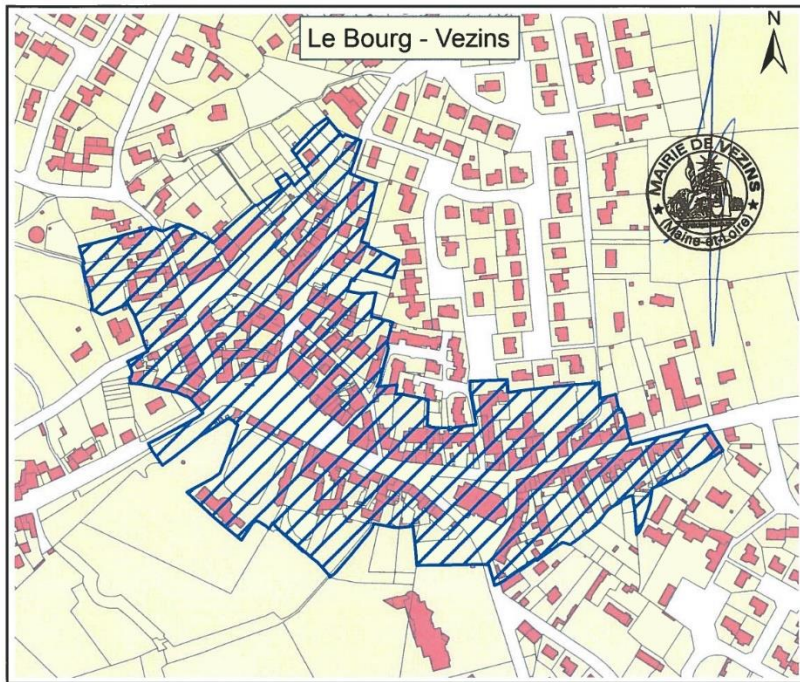 Le Bourg - Vezins
N
MAIRIE DE VEZINS
★ (Maine-et-Loire) ★